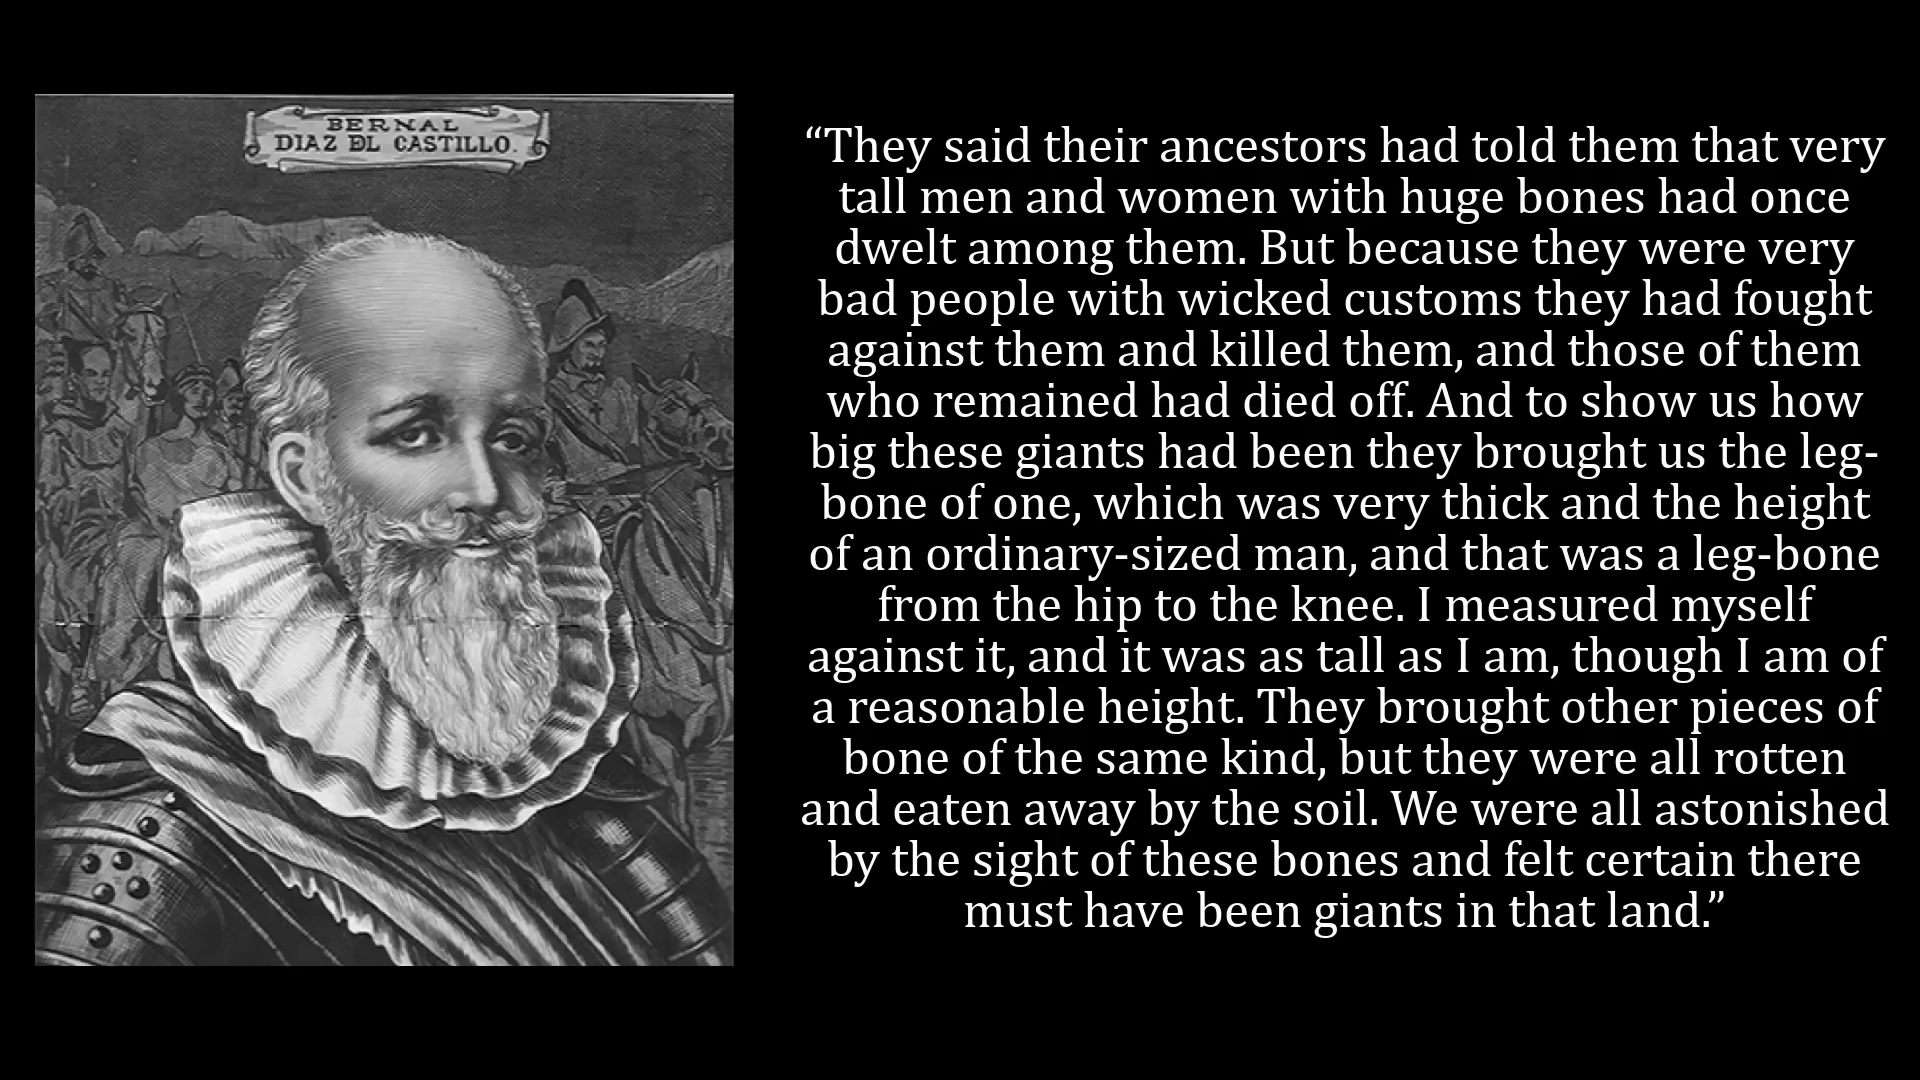 BERNAL
DIAZ DL CASTILLO.
“They said their ancestors had told them that very
tall men and women with huge bones had once
dwelt among them. But because they were very
bad people with wicked customs they had fought
against them and killed them, and those of them
who remained had died off. And to show us how
big these giants had been they brought us the leg-
bone of one, which was very thick and the height
of an ordinary-sized man, and that was a leg-bone
from the hip to the knee. I measured myself
against it, and it was as tall as I am, though I am of
a reasonable height. They brought other pieces of
bone of the same kind, but they were all rotten
and eaten away by the soil. We were all astonished
by the sight of these bones and felt certain there
must have been giants in that land.”